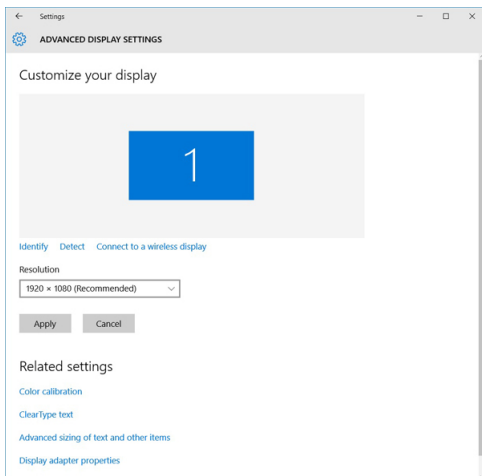 Settings
ADVANCED DISPLAY SETTINGS
Customize your display
1
Identify Detect Connect to a wireless display
Resolution
1920 × 1080 (Recommended)
Apply Cancel
Related settings
Color calibration
ClearType text
Advanced sizing of text and other items
Display adapter properties